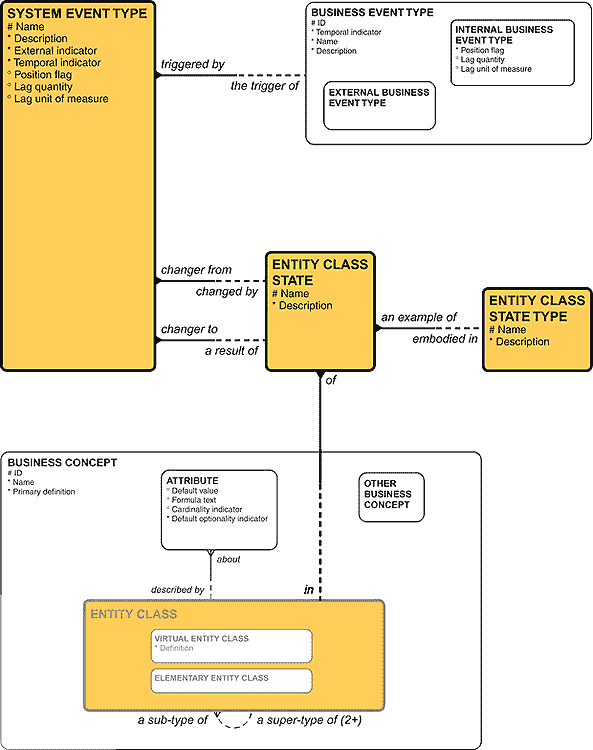 SYSTEM EVENT TYPE
# Name
* Description
* External indicator
* Temporal indicator
° Position flag
° Lag quantity
° Lag unit of measure
triggered by
the trigger of
BUSINESS EVENT TYPE
# ID
* Temporal indicator
* Name
* Description
INTERNAL BUSINESS
EVENT TYPE
* Position flag
° Lag quantity
° Lag unit of measure
EXTERNAL BUSINESS
EVENT TYPE
changer from
changed by
changer to
a result of
ENTITY CLASS
STATE
# Name
* Description
an example of
embodied in
ENTITY CLASS
STATE TYPE
# Name
* Description
of
BUSINESS CONCEPT
# ID
* Name
* Primary definition
ATTRIBUTE
° Default value
° Formula text
° Cardinality indicator
* Default optionality indicator
OTHER
BUSINESS
CONCEPT
about
described by
in
ENTITY CLASS
VIRTUAL ENTITY CLASS
* Definition
ELEMENTARY ENTITY CLASS
a sub-type of
a super-type of (2+)